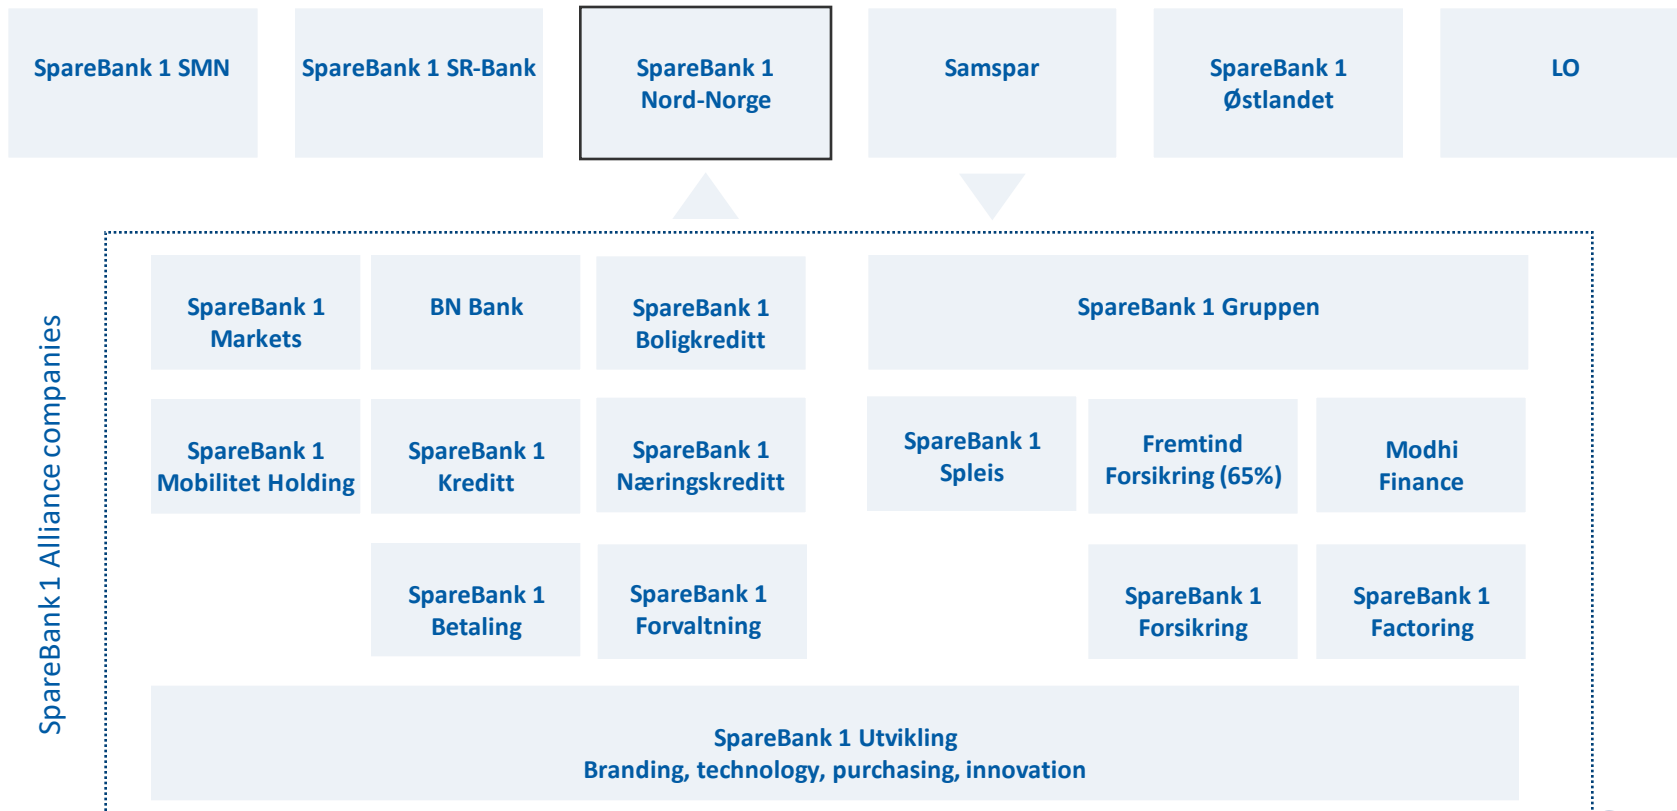 SpareBank 1 SMN
SpareBank 1 SR-Bank
SpareBank 1
Nord-Norge
Samspar
SpareBank 1
Østlandet
LO
SpareBank 1 Alliance companies
SpareBank 1
Markets
BN Bank
SpareBank 1
Boligkreditt
SpareBank 1 Gruppen
SpareBank 1
Mobilitet Holding
SpareBank 1
Kreditt
SpareBank 1
Næringskreditt
SpareBank 1
Spleis
Fremtind
Forsikring (65%)
Modhi
Finance
SpareBank 1
Betaling
SpareBank 1
Forvaltning
SpareBank 1
Forsikring
SpareBank 1
Factoring
SpareBank 1 Utvikling
Branding, technology, purchasing, innovation